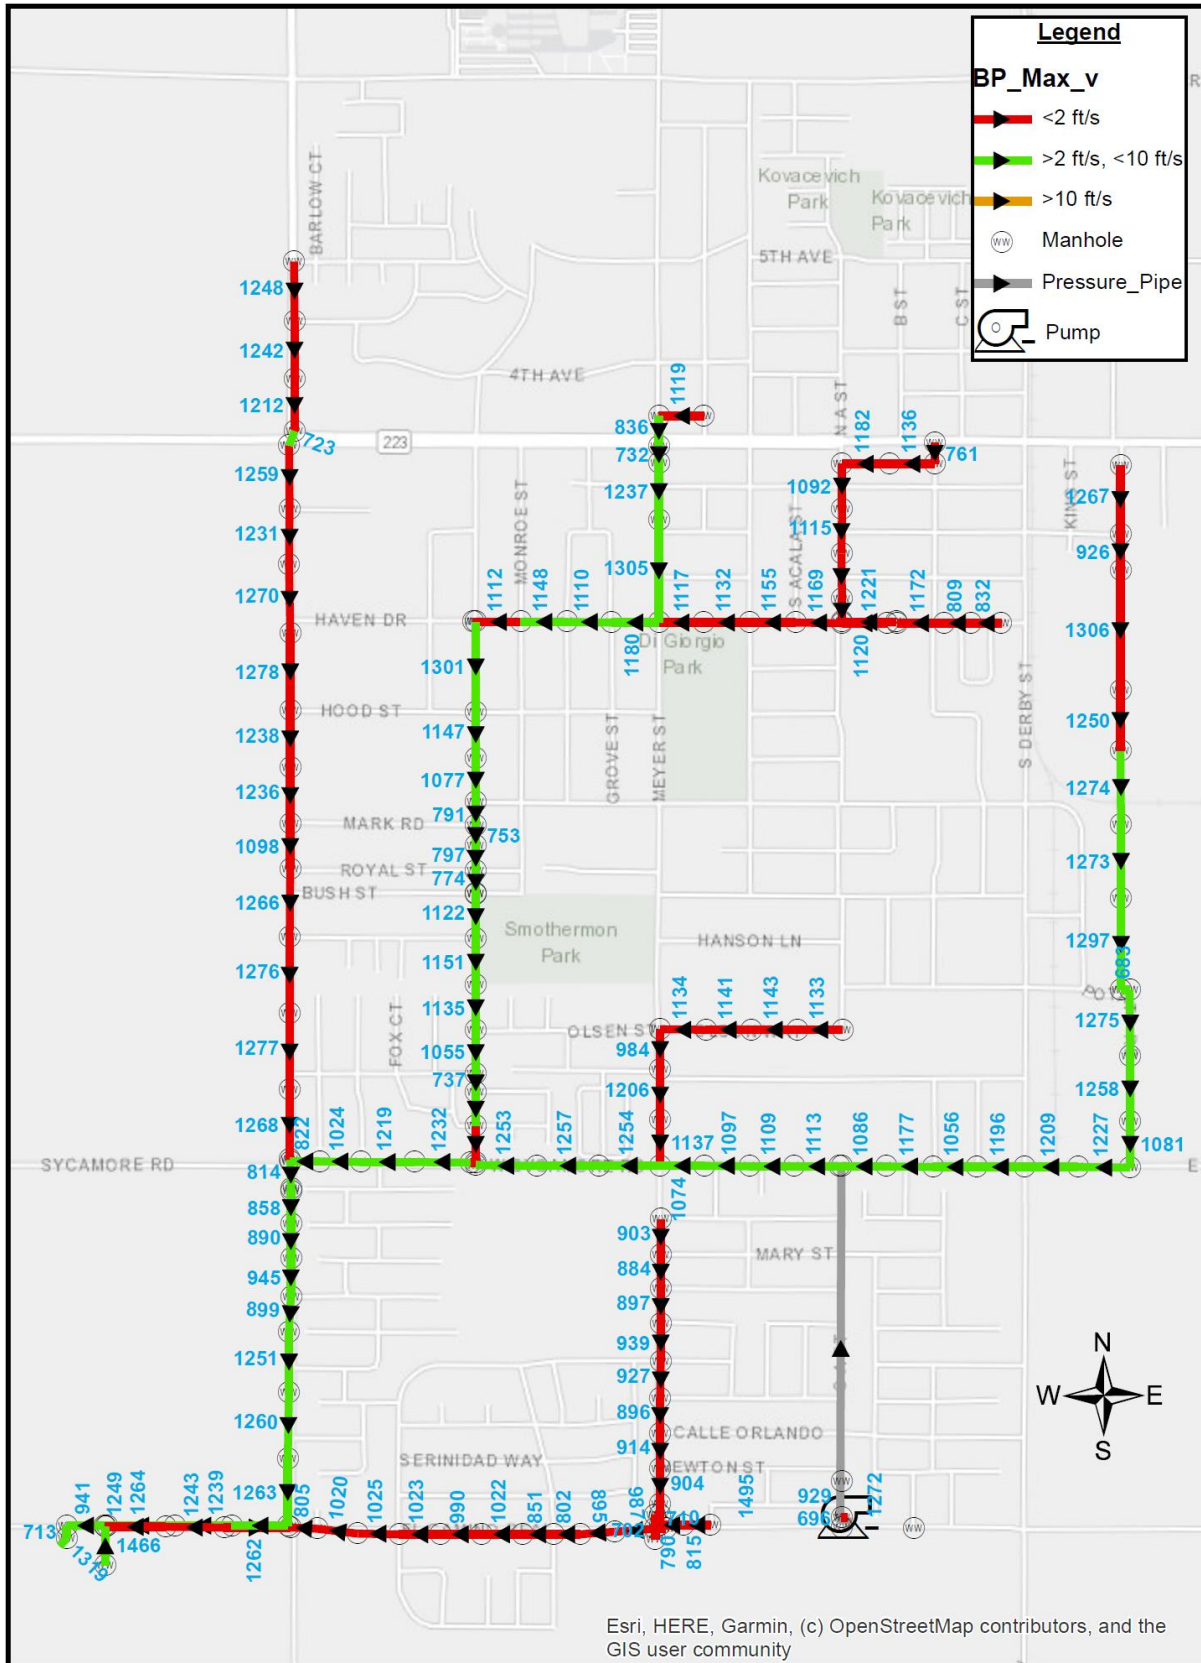 Legend
BP_Max_v
<2 ft/s
>2 ft/s, <10 ft/s
>10 ft/s
Manhole
Pressure_Pipe
Pump
BARLOW CT
Kovacevich
Park
Kovacevich
Park
5TH AVE
B ST
C ST
4TH AVE
N A ST
223
KING ST
MONROE ST
S ACALA ST
HAVEN DR
Di Giorgio
Park
S DERBY ST
HOOD ST
GROVE ST
MEYER ST
MARK RD
ROYAL ST
BUSH ST
Smothermon
Park
HANSON LN
FOX CT
OLSEN ST
SYCAMORE RD
MARY ST
CALLE ORLANDO
SERINIDAD WAY
NEWTON ST
1248
1242
1212
723
1259
1231
1270
1278
1238
1236
1098
1266
1276
1277
1268
1119
836
732
1237
1305
1182
1136
761
1092
1115
1267
926
1306
1250
1274
1273
1297
683
1275
1258
1081
1112
1148
1110
1180
1117
1132
1155
1169
1221
1120
1172
809
832
1301
1147
1077
791
753
797
774
1122
1151
1135
1055
737
1134
1141
1143
1133
984
1206
822
1024
1219
1232
1253
1257
1254
1137
1097
1109
1113
1086
1177
1056
1196
1209
1227
814
858
890
945
899
1251
1260
1263
1074
903
884
897
939
927
896
914
904
941
1249
1264
1243
1239
805
1020
1025
1023
990
1022
851
802
568
786
710
702
790
815
1495
929
696
1272
713
1319
1466
1262
N
W
E
S
Esri, HERE, Garmin, (c) OpenStreetMap contributors, and the
GIS user community